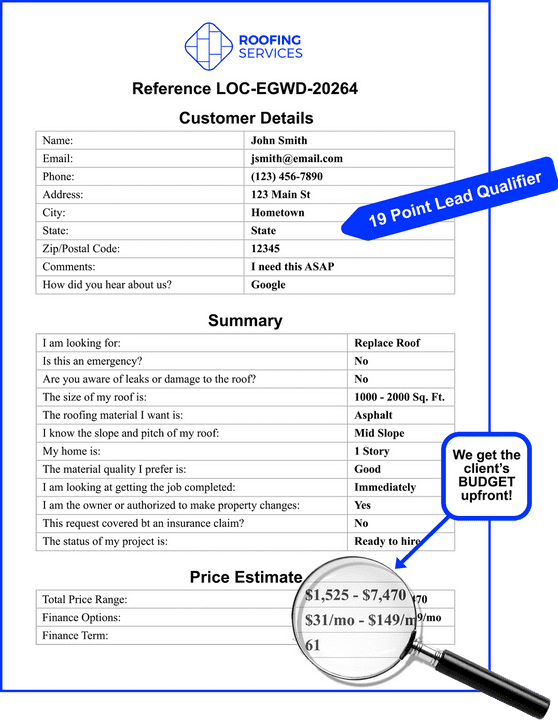 ROOFING
SERVICES
Reference LOC-EGWD-20264
Customer Details
Name: John Smith
Email: jsmith@email.com
Phone: (123) 456-7890
Address: 123 Main St
City: Hometown
State: State
Zip/Postal Code: 12345
Comments: I need this ASAP
How did you hear about us? Google
19 Point Lead Qualifier
Summary
I am looking for: Replace Roof
Is this an emergency? No
Are you aware of leaks or damage to the roof? No
The size of my roof is: 1000 - 2000 Sq. Ft.
The roofing material I want is: Asphalt
I know the slope and pitch of my roof: Mid Slope
My home is: 1 Story
The material quality I prefer is: Good
I am looking at getting the job completed: Immediately
I am the owner or authorized to make property changes: Yes
This request covered bt an insurance claim? No
The status of my project is: Ready to hire
We get the
client's
BUDGET
upfront!
Price Estimate
Total Price Range: $1,525 - $7,470 470
Finance Options: $31/mo - $149/m 9/mo
Finance Term: 61